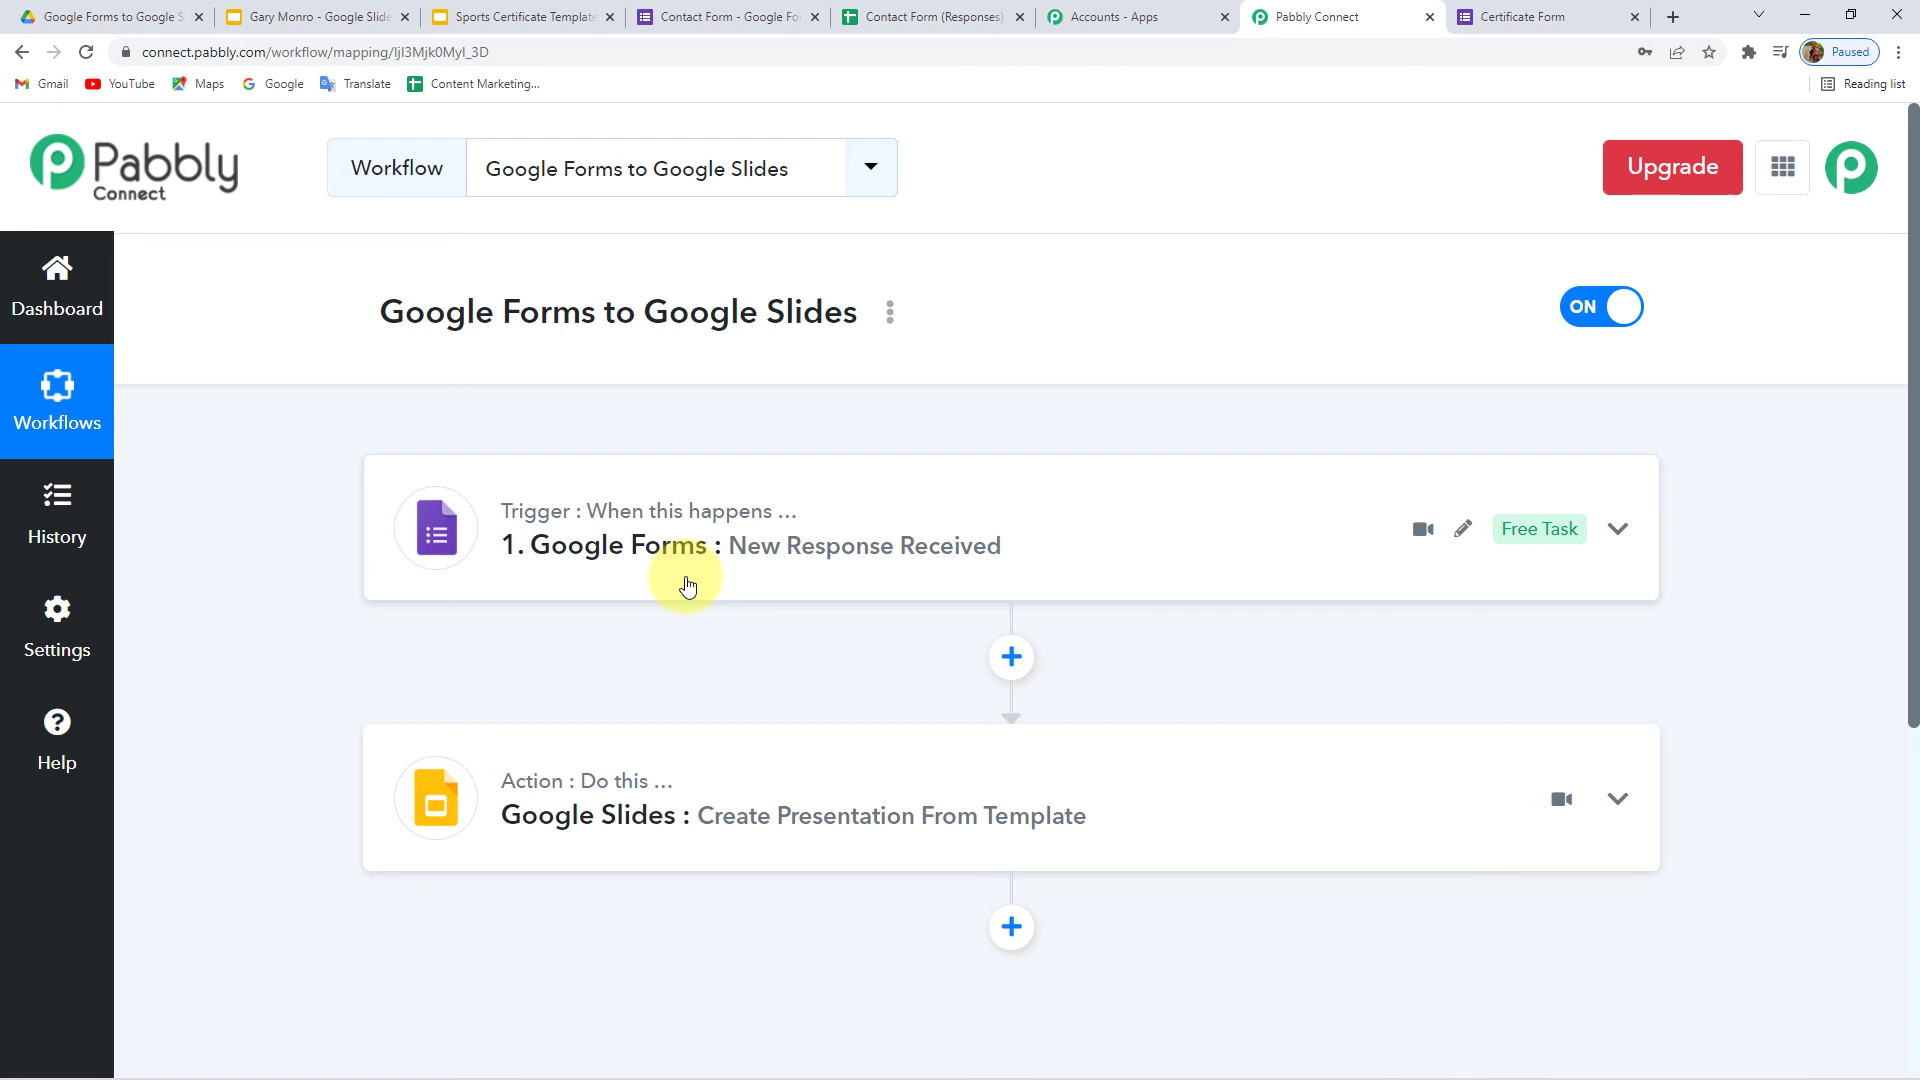 Google Forms to Google S
Gary Monro - Google Slide
Sports Certificate Template
Contact Form - Google Fo
Contact Form (Responses)
Accounts - Apps
Pabbly Connect
Certificate Form
connect.pabbly.com/workflow/mapping/IjI3Mjk0MyI_3D
Paused
Gmail
YouTube
Maps
Google
Translate
Content Marketing...
Reading list
Pabbly
Connect
Workflow
Google Forms to Google Slides
Upgrade
Dashboard
Workflows
History
Settings
Help
Google Forms to Google Slides
ON
Trigger : When this happens ...
1. Google Forms : New Response Received
Free Task
Action : Do this ...
Google Slides : Create Presentation From Template